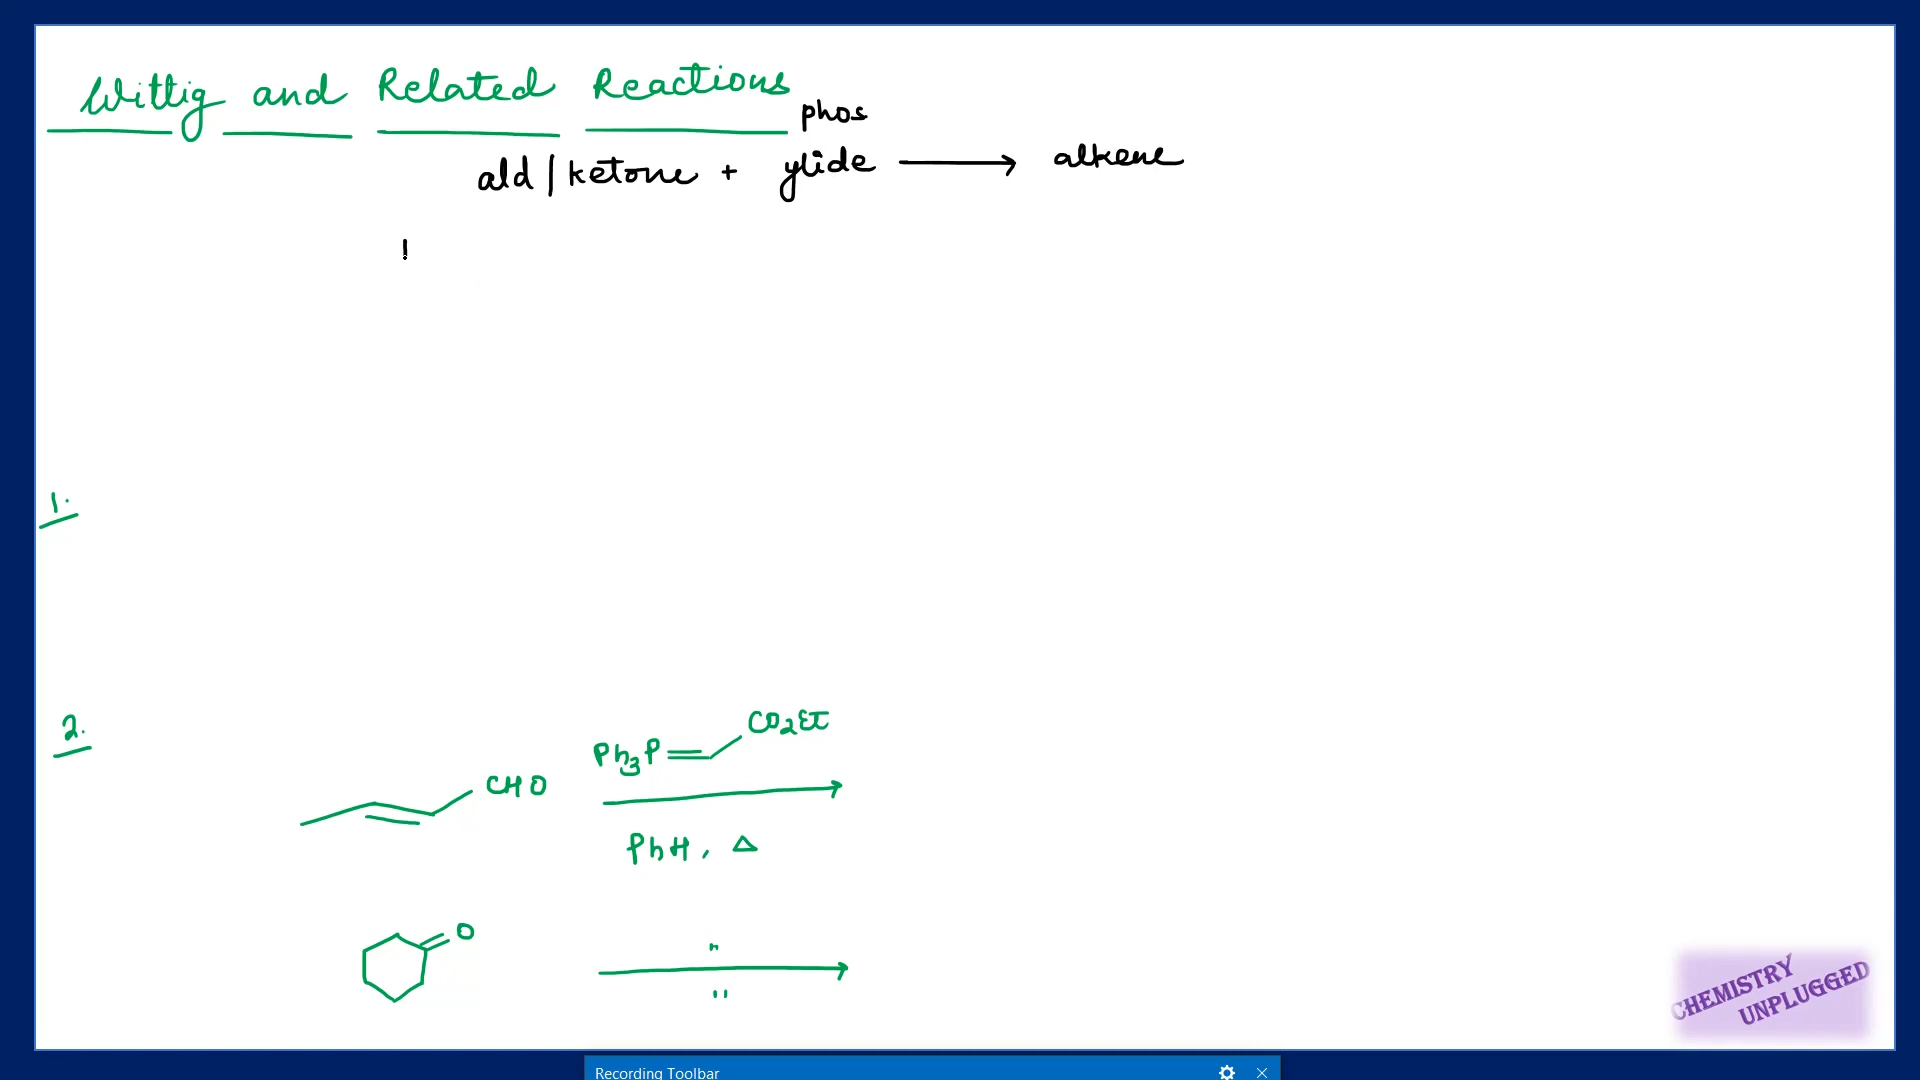 Wittig and Related Reactions
phos
ald/ketone + ylide ⟶ alkene
1.
2.
CO2Et
Ph3P
CHO
PhH, Δ
O
"
"
CHEMISTRY
UNPLUGGED
Recording Toolbar